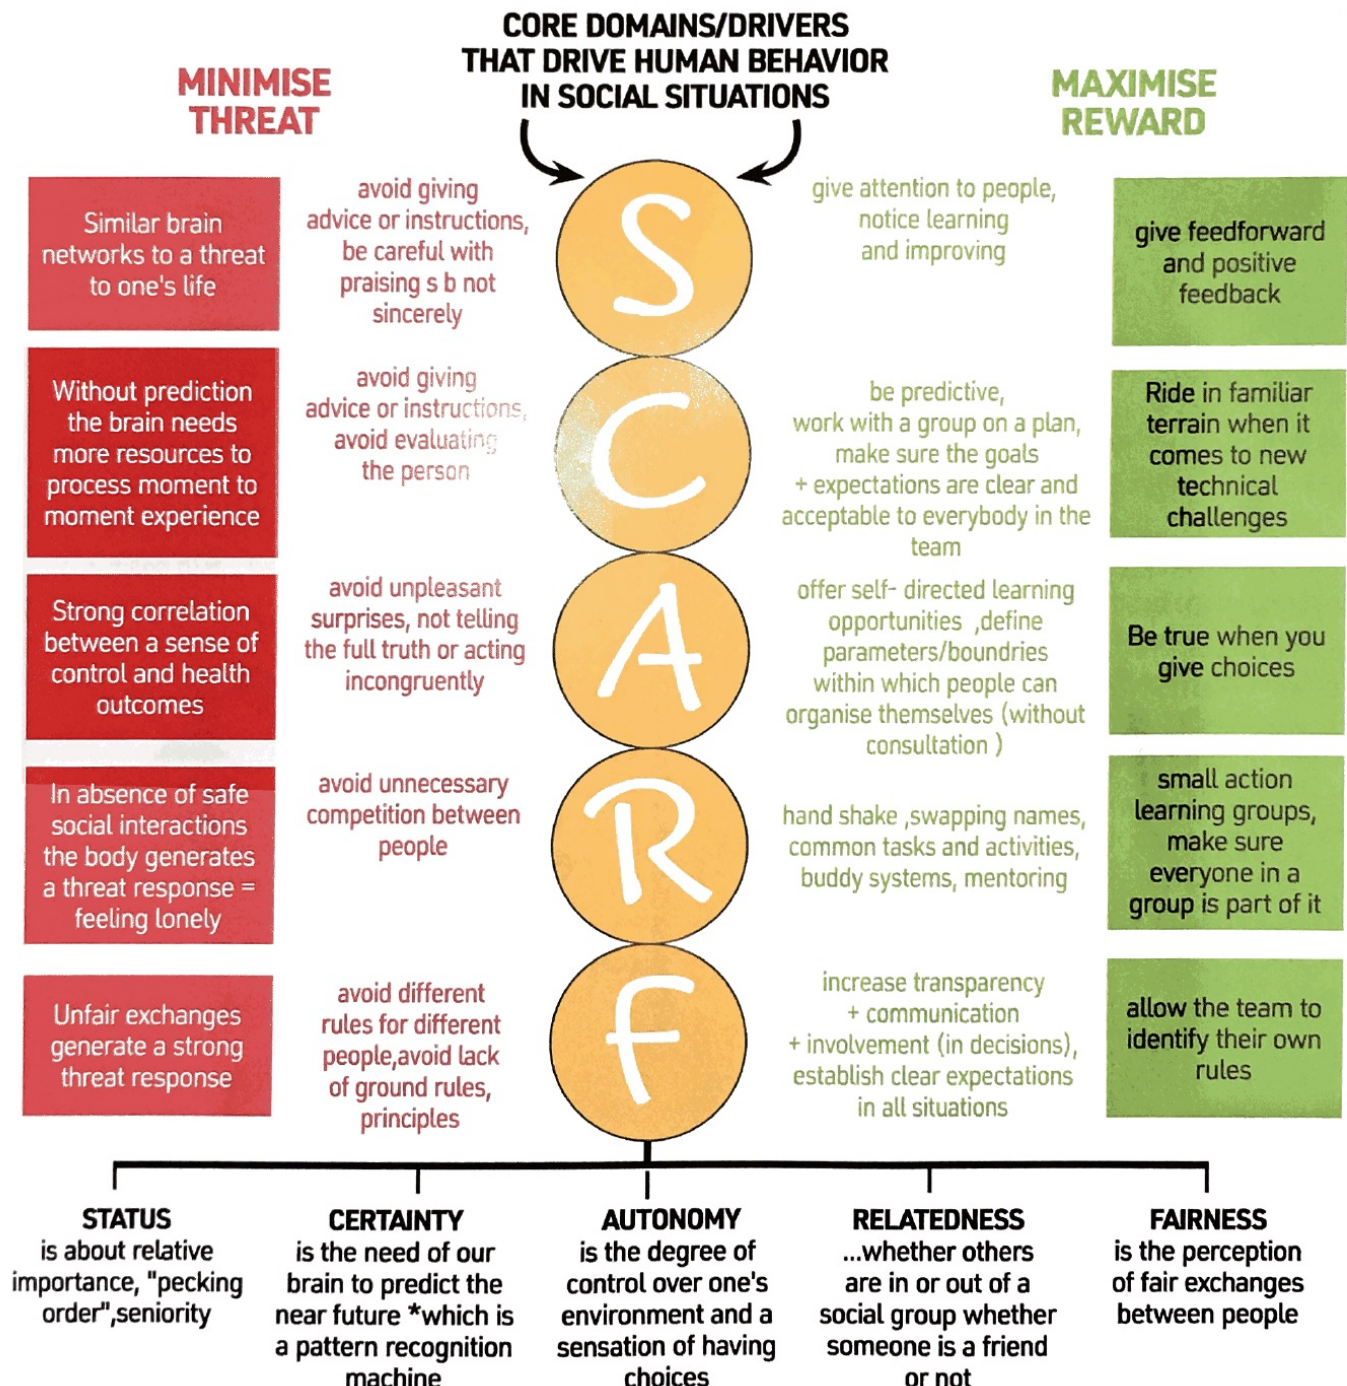 CORE DOMAINS/DRIVERS
THAT DRIVE HUMAN BEHAVIOR
IN SOCIAL SITUATIONS
MINIMISE
THREAT
MAXIMISE
REWARD
Similar brain
networks to a threat
to one's life
avoid giving
advice or instructions,
be careful with
praising s b not
sincerely
S
give attention to people,
notice learning
and improving
give feedforward
and positive
feedback
Without prediction
the brain needs
more resources to
process moment to
moment experience
avoid giving
advice or instructions,
avoid evaluating
the person
C
be predictive,
work with a group on a plan,
make sure the goals
+ expectations are clear and
acceptable to everybody in the
team
Ride in familiar
terrain when it
comes to new
technical
challenges
Strong correlation
between a sense of
control and health
outcomes
avoid unpleasant
surprises, not telling
the full truth or acting
incongruently
A
offer self- directed learning
opportunities ,define
parameters/boundries
within which people can
organise themselves (without
consultation )
Be true when you
give choices
In absence of safe
social interactions
the body generates
a threat response =
feeling lonely
avoid unnecessary
competition between
people
R
hand shake ,swapping names,
common tasks and activities,
buddy systems, mentoring
small action
learning groups,
make sure
everyone in a
group is part of it
Unfair exchanges
generate a strong
threat response
avoid different
rules for different
people,avoid lack
of ground rules,
principles
F
increase transparency
+ communication
+ involvement (in decisions),
establish clear expectations
in all situations
allow the team to
identify their own
rules
STATUS
is about relative
importance, "pecking
order",seniority
CERTAINTY
is the need of our
brain to predict the
near future *which is
a pattern recognition
machine
AUTONOMY
is the degree of
control over one's
environment and a
sensation of having
choices
RELATEDNESS
...whether others
are in or out of a
social group whether
someone is a friend
or not
FAIRNESS
is the perception
of fair exchanges
between people